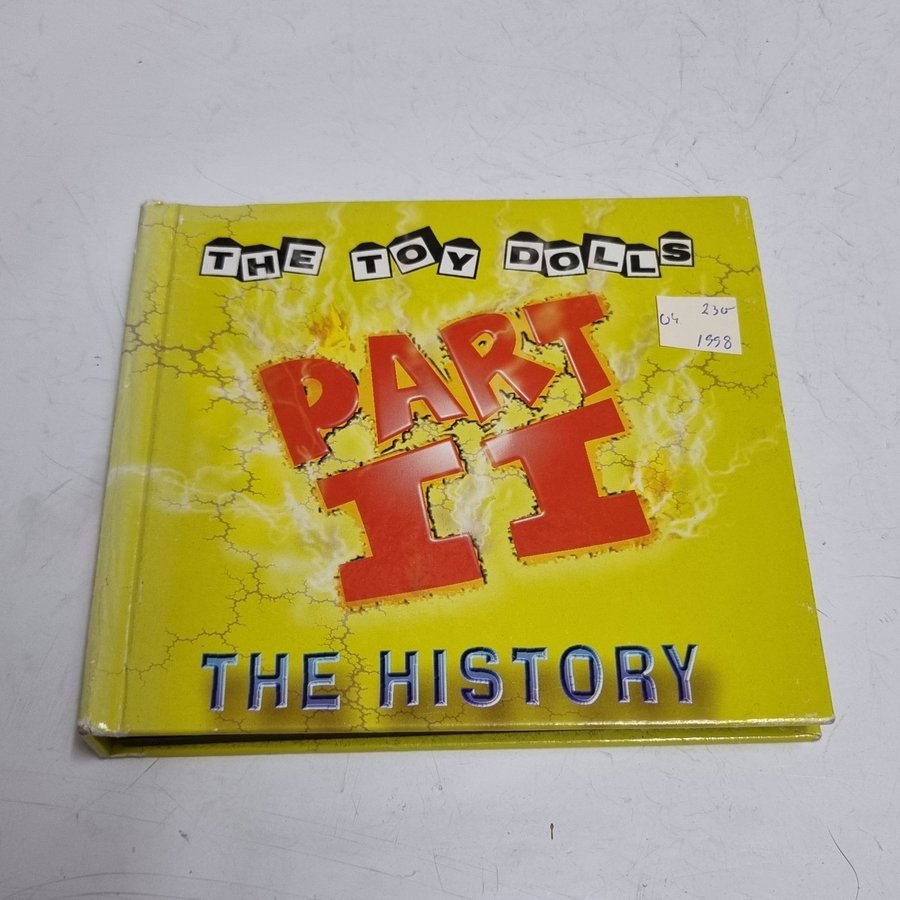 THE TOY DOLLS
PART
II
04 230
1998
THE HISTORY